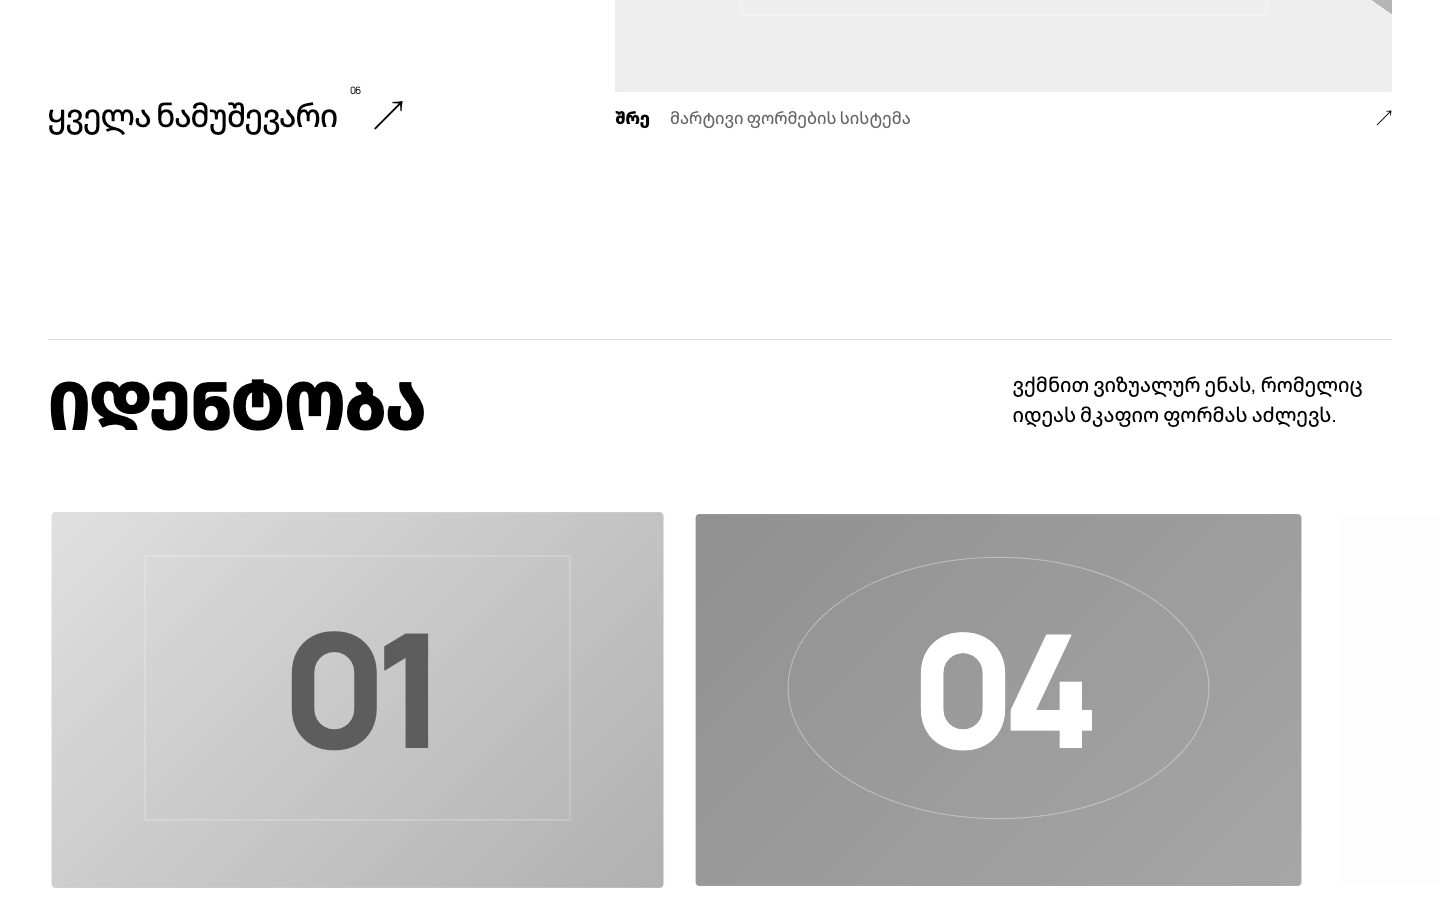 ყველა ნამუშევარი
06
შრე
მარტივი ფორმების სისტემა
იდენტობა
ვქმნით ვიზუალურ ენას, რომელიც
იდეას მკაფიო ფორმას აძლევს.
01
04